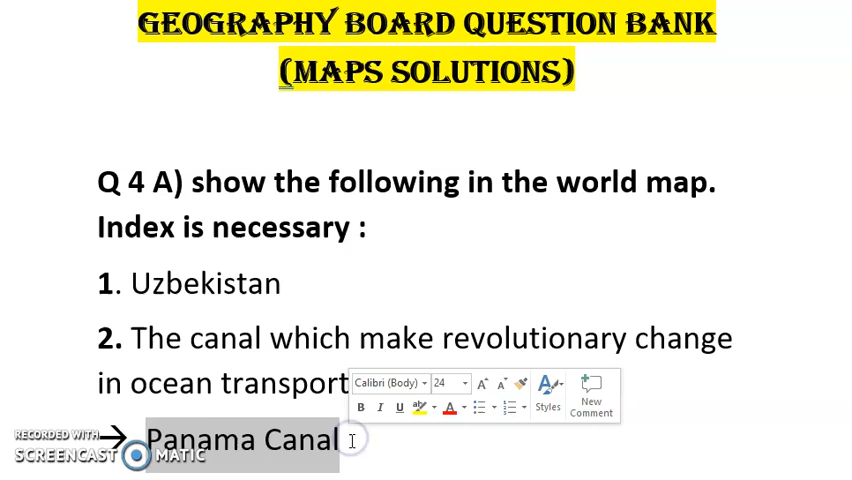 GEOGRAPHY BOARD QUESTION BANK
(MAPS SOLUTIONS)
Q 4 A) show the following in the world map.
Index is necessary :
1. Uzbekistan
2. The canal which make revolutionary change
in ocean transport
Calibri (Body) 24 A A A
B I U ab A Styles New Comment
→ Panama Canal
RECORDED WITH
SCREENCAST MATIC